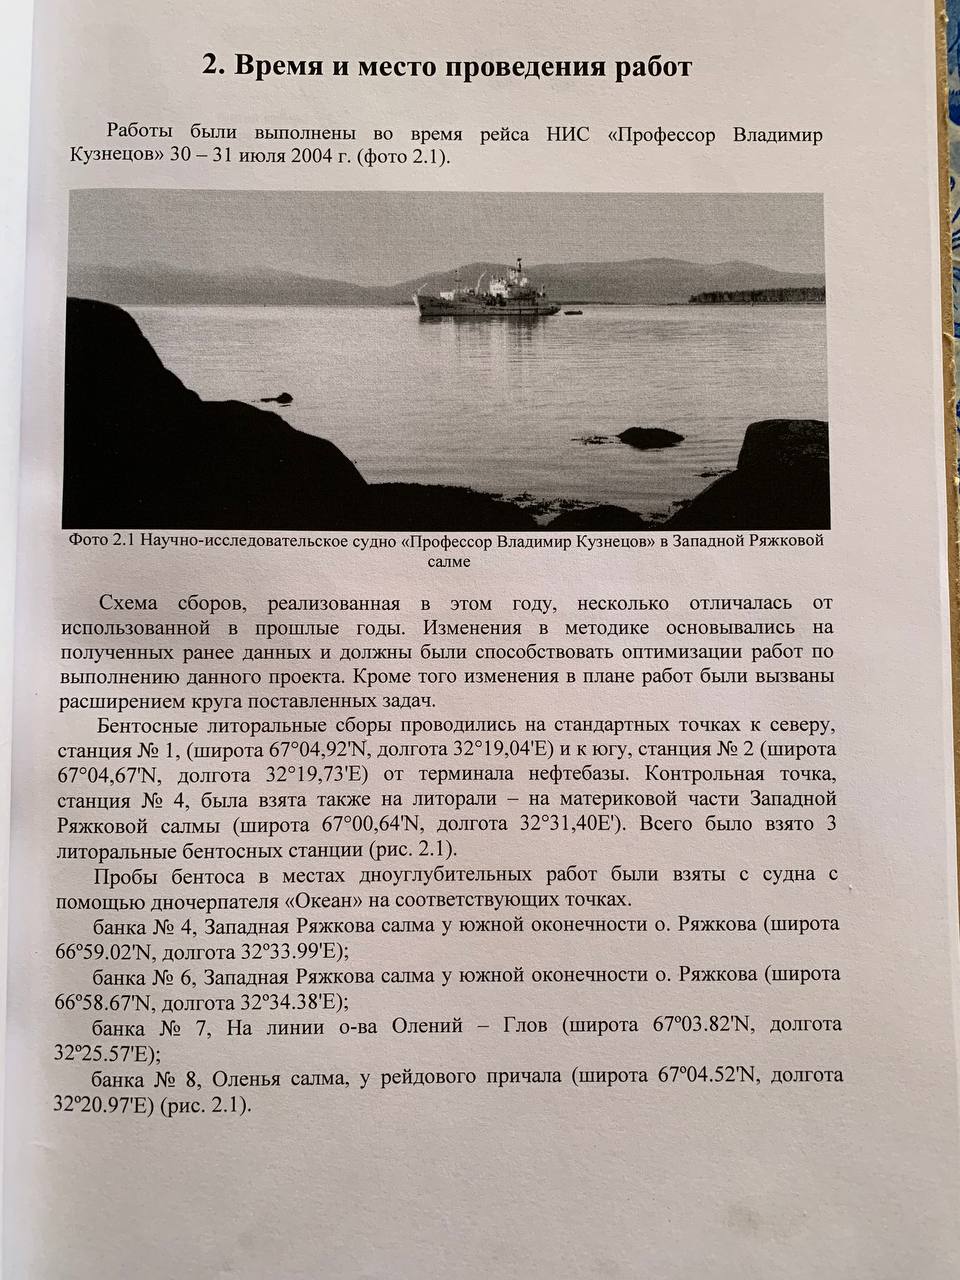 2. Время и место проведения работ
Работы были выполнены во время рейса НИС «Профессор Владимир
Кузнецов» 30 – 31 июля 2004 г. (фото 2.1).
Фото 2.1 Научно-исследовательское судно «Профессор Владимир Кузнецов» в Западной Ряжковой
салме
Схема сборов, реализованная в этом году, несколько отличалась от
использованной в прошлые годы. Изменения в методике основывались на
полученных ранее данных и должны были способствовать оптимизации работ по
выполнению данного проекта. Кроме того изменения в плане работ были вызваны
расширением круга поставленных задач.
Бентосные литоральные сборы проводились на стандартных точках к северу,
станция № 1, (широта 67°04,92'N, долгота 32°19,04'E) и к югу, станция № 2 (широта
67°04,67'N, долгота 32°19,73'E) от терминала нефтебазы. Контрольная точка,
станция № 4, была взята также на литорали – на материковой части Западной
Ряжковой салмы (широта 67°00,64'N, долгота 32°31,40E'). Всего было взято 3
литоральные бентосных станции (рис. 2.1).
Пробы бентоса в местах дноуглубительных работ были взяты с судна с
помощью дночерпателя «Океан» на соответствующих точках.
банка № 4, Западная Ряжкова салма у южной оконечности о. Ряжкова (широта
66º59.02'N, долгота 32º33.99'E);
банка № 6, Западная Ряжкова салма у южной оконечности о. Ряжкова (широта
66º58.67'N, долгота 32º34.38'E);
банка № 7, На линии о-ва Олений – Глов (широта 67º03.82'N, долгота
32º25.57'E);
банка № 8, Оленья салма, у рейдового причала (широта 67º04.52'N, долгота
32º20.97'E) (рис. 2.1).